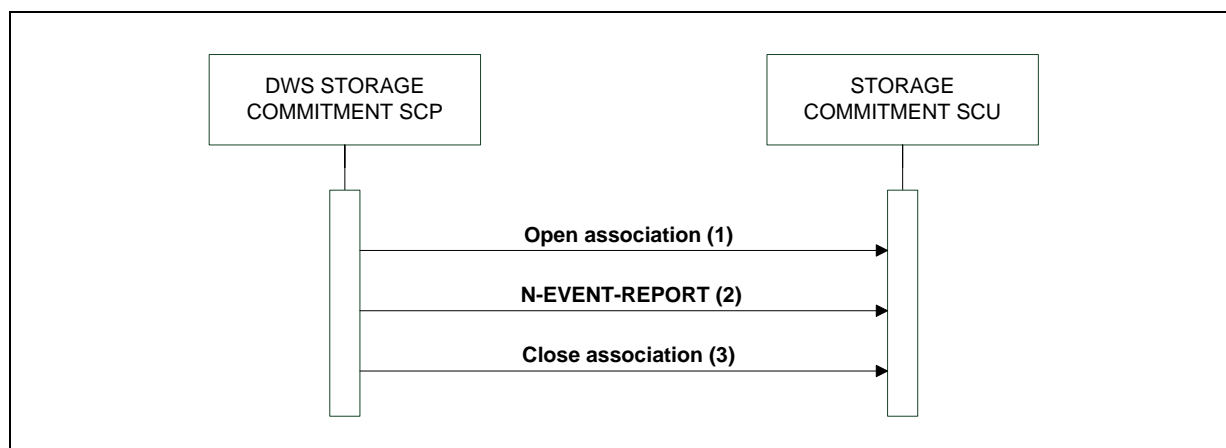 DWS STORAGE
COMMITMENT SCP
STORAGE
COMMITMENT SCU
Open association (1)
N-EVENT-REPORT (2)
Close association (3)